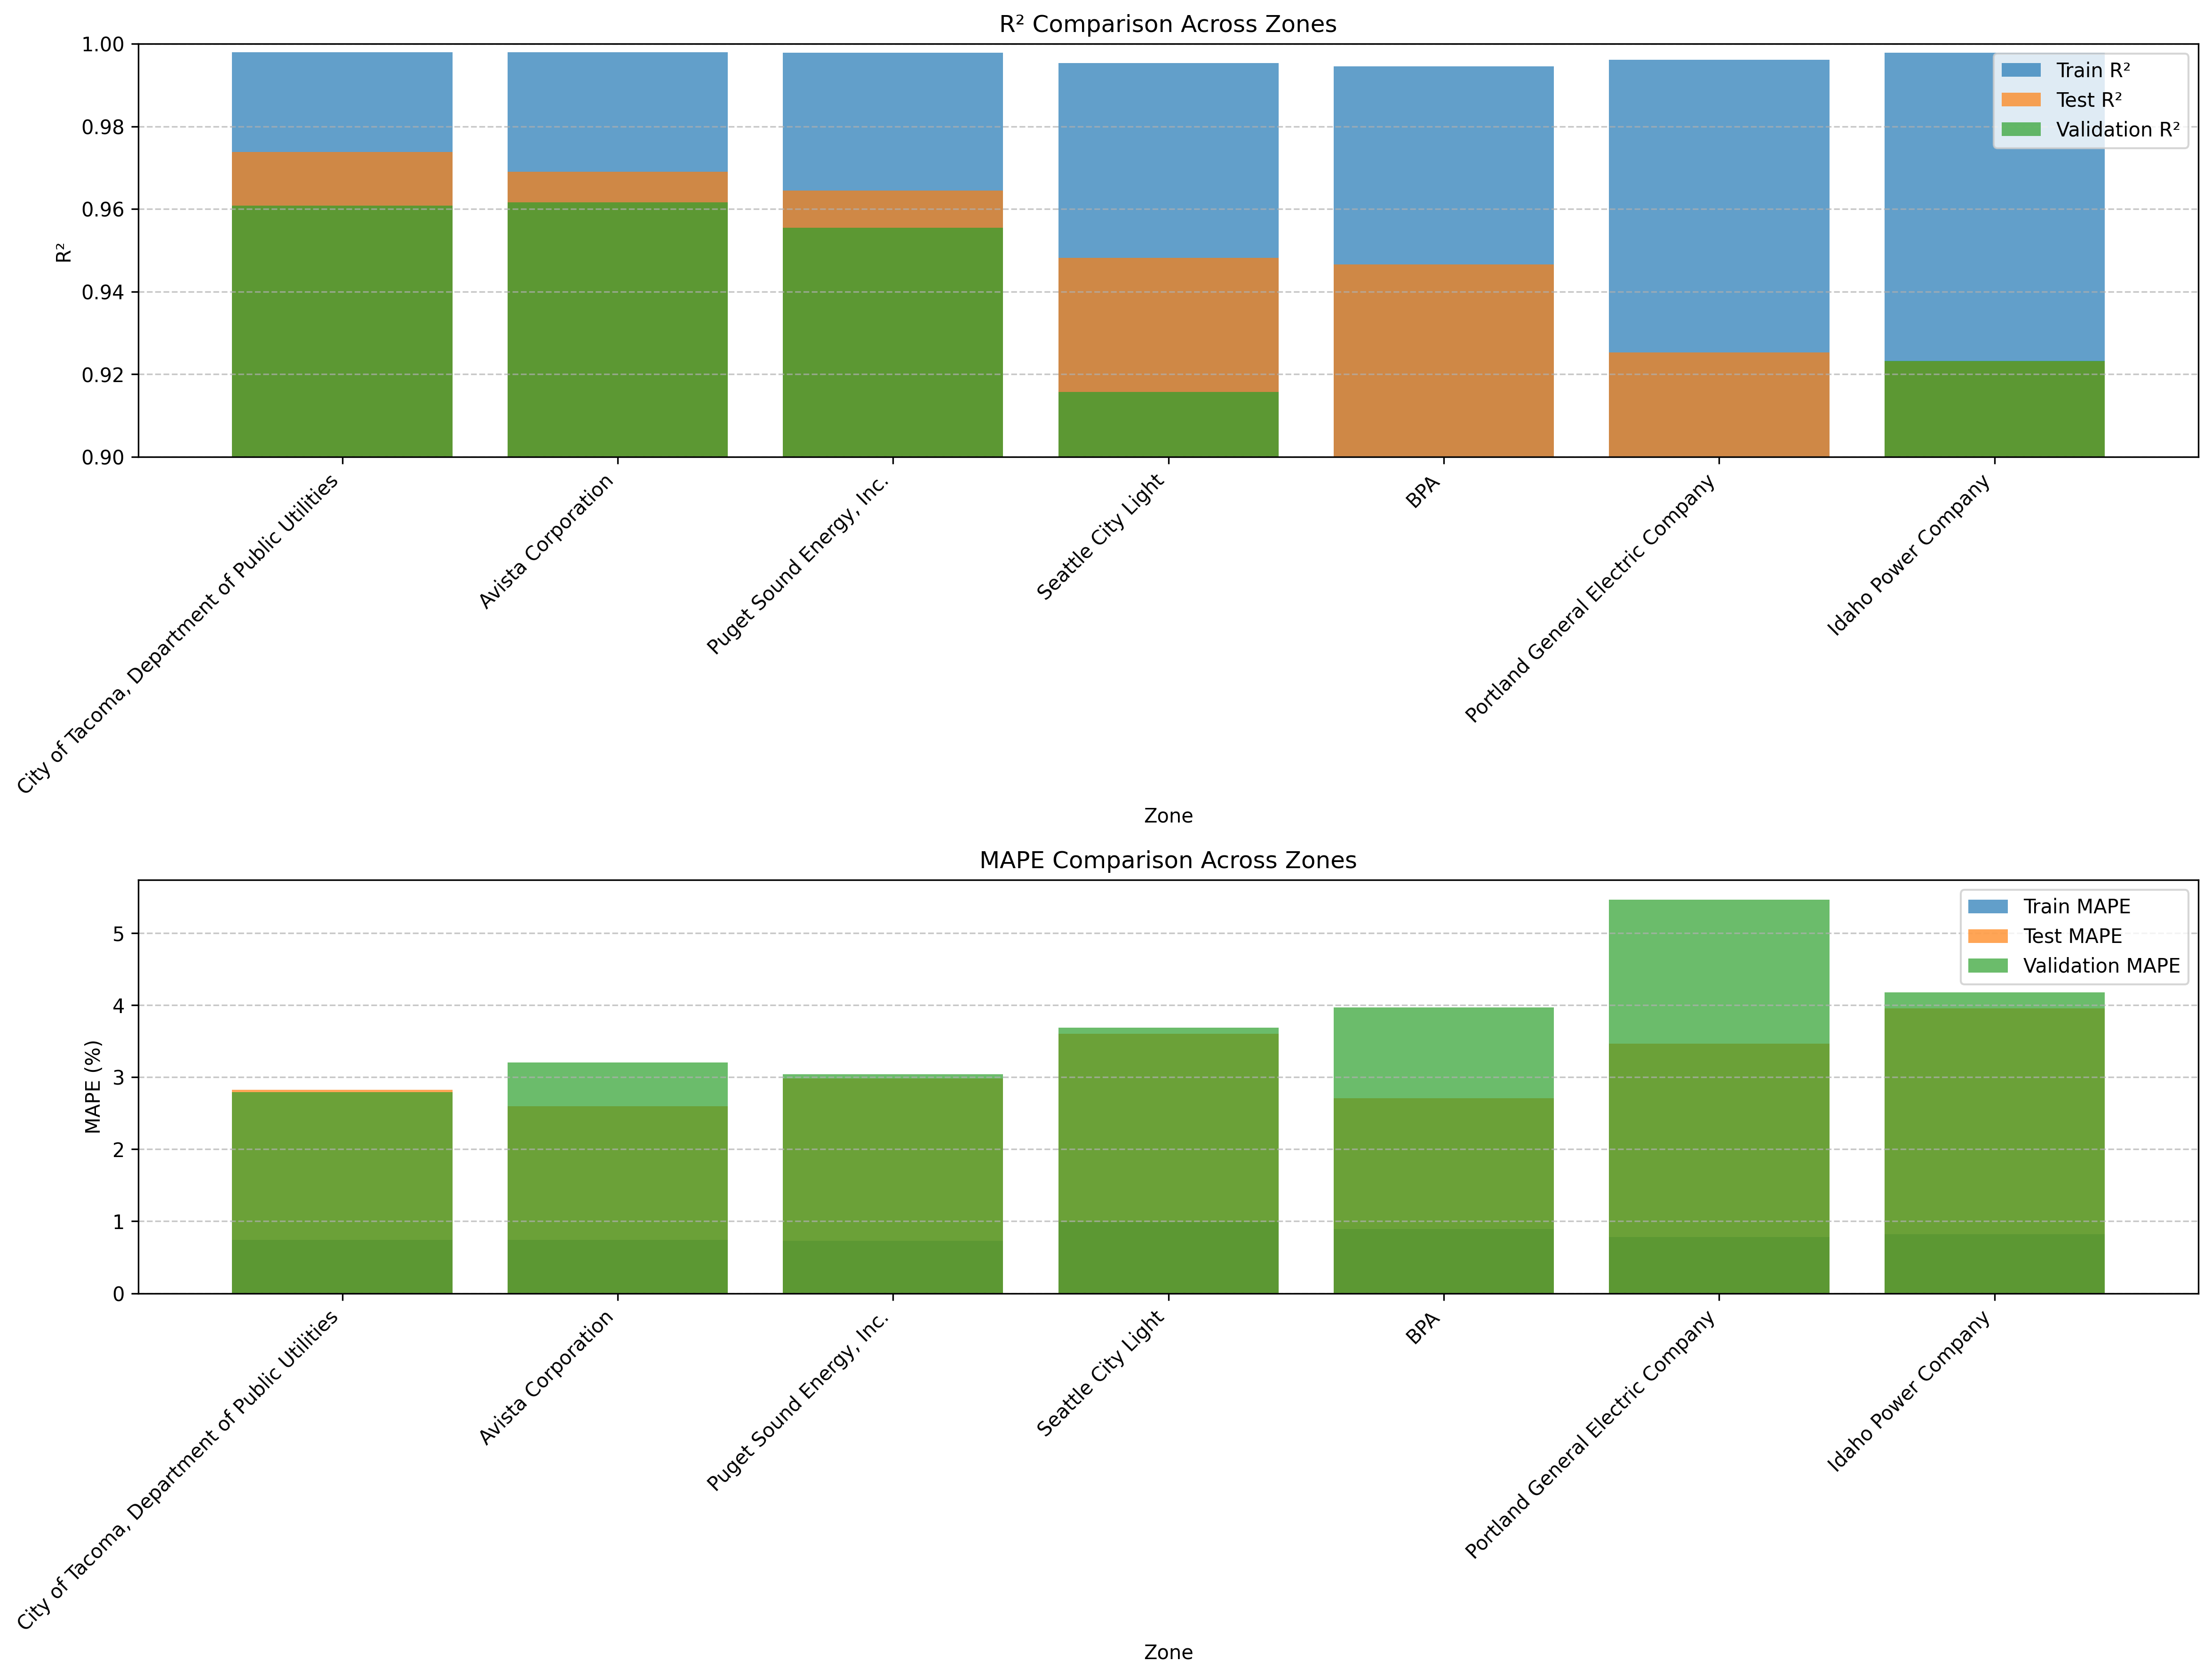 R² Comparison Across Zones
1.00
0.98
0.96
0.94
0.92
0.90
R²
Train R²
Test R²
Validation R²
City of Tacoma, Department of Public Utilities
Avista Corporation
Puget Sound Energy, Inc.
Seattle City Light
BPA
Portland General Electric Company
Idaho Power Company
Zone
MAPE Comparison Across Zones
5
4
3
2
1
0
MAPE (%)
Train MAPE
Test MAPE
Validation MAPE
City of Tacoma, Department of Public Utilities
Avista Corporation
Puget Sound Energy, Inc.
Seattle City Light
BPA
Portland General Electric Company
Idaho Power Company
Zone